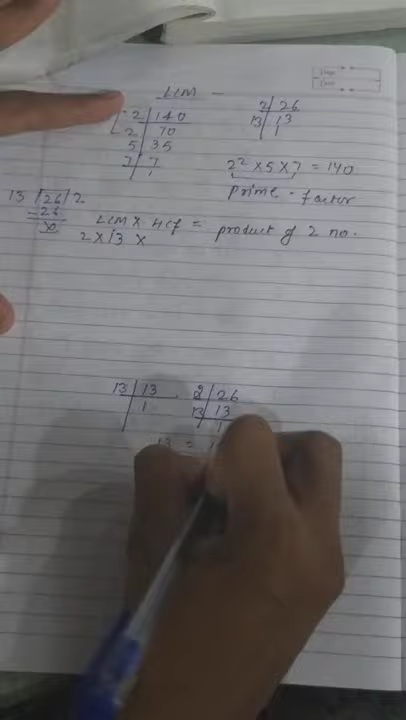 LCM -
2 | 140
2 | 70
5 | 35
7 | 7
1
2 | 26
13 | 13
1
2² × 5 × 7 = 140
prime - factor
13 ) 26 ( 2
- 26
LCM × Hcf = product of 2 no.
2 × 13 ×
13 | 13
1
2 | 26
13 | 13
1
13 =